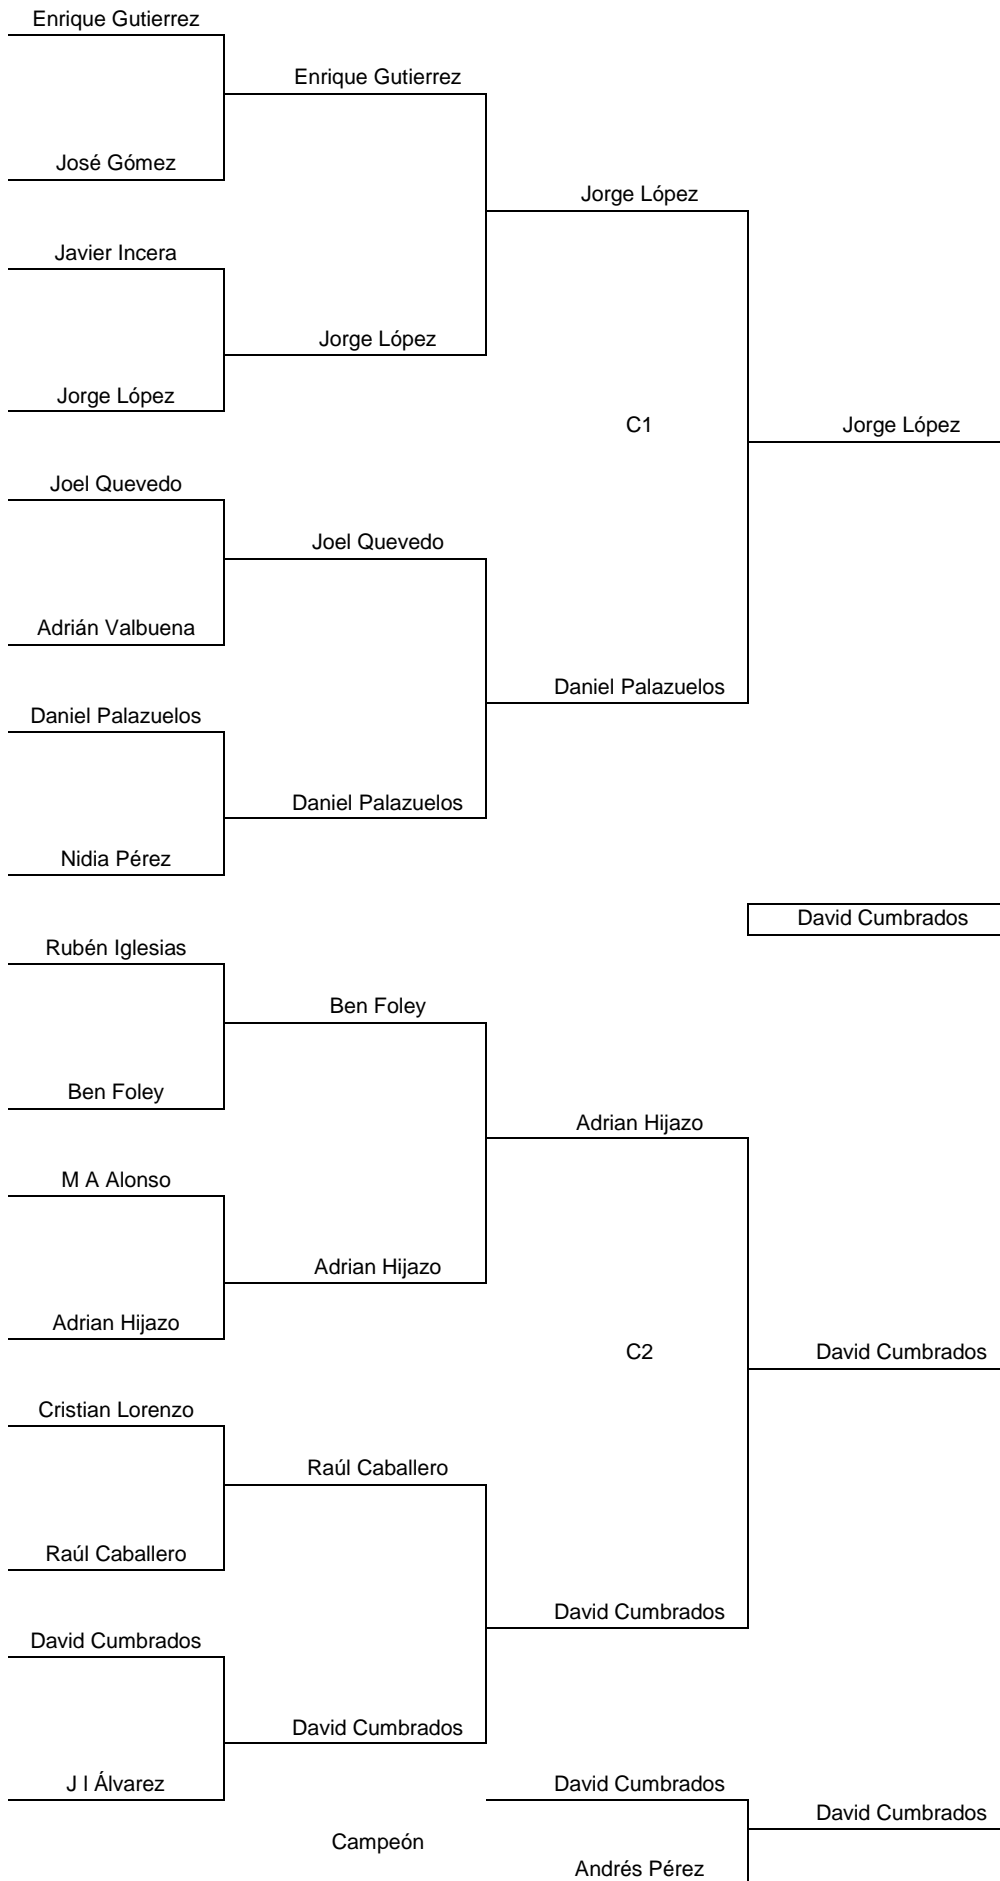 Enrique Gutierrez
Enrique Gutierrez
José Gómez
Jorge López
Javier Incera
Jorge López
Jorge López
C1
Jorge López
Joel Quevedo
Joel Quevedo
Adrián Valbuena
Daniel Palazuelos
Daniel Palazuelos
Daniel Palazuelos
Nidia Pérez
David Cumbrados
Rubén Iglesias
Ben Foley
Ben Foley
Adrian Hijazo
M A Alonso
Adrian Hijazo
Adrian Hijazo
C2
David Cumbrados
Cristian Lorenzo
Raúl Caballero
Raúl Caballero
David Cumbrados
David Cumbrados
David Cumbrados
J I Álvarez
David Cumbrados
David Cumbrados
Campeón
Andrés Pérez